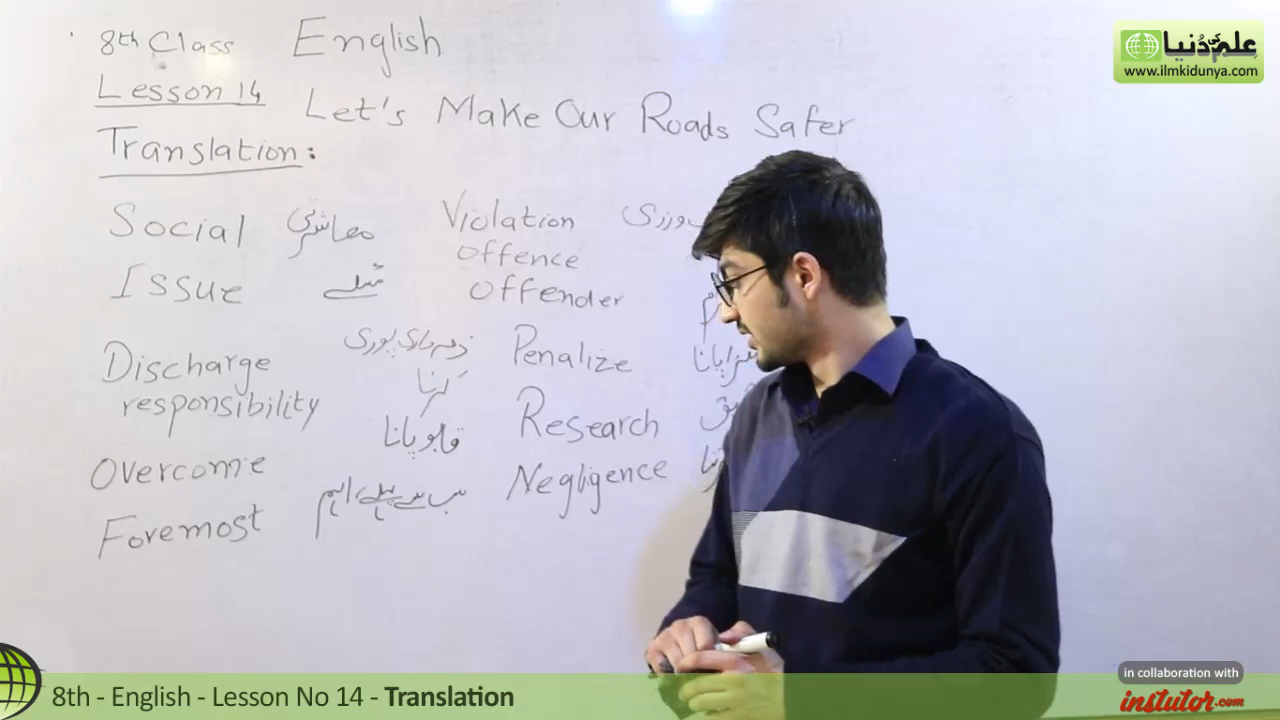 8th Class English
Lesson 14 Let's Make Our Roads Safer
Translation:
Social معاشرتی Violation
offence
Issue مسئلے offender
Discharge ذمہ داری پوری Penalize
responsibility کرنا
Research
Overcome قابو پانا Negligence
Foremost سب سے پہلے، اہم
علم کی دُنیا
www.ilmkidunya.com
8th - English - Lesson No 14 - Translation
in collaboration with
instutor.com